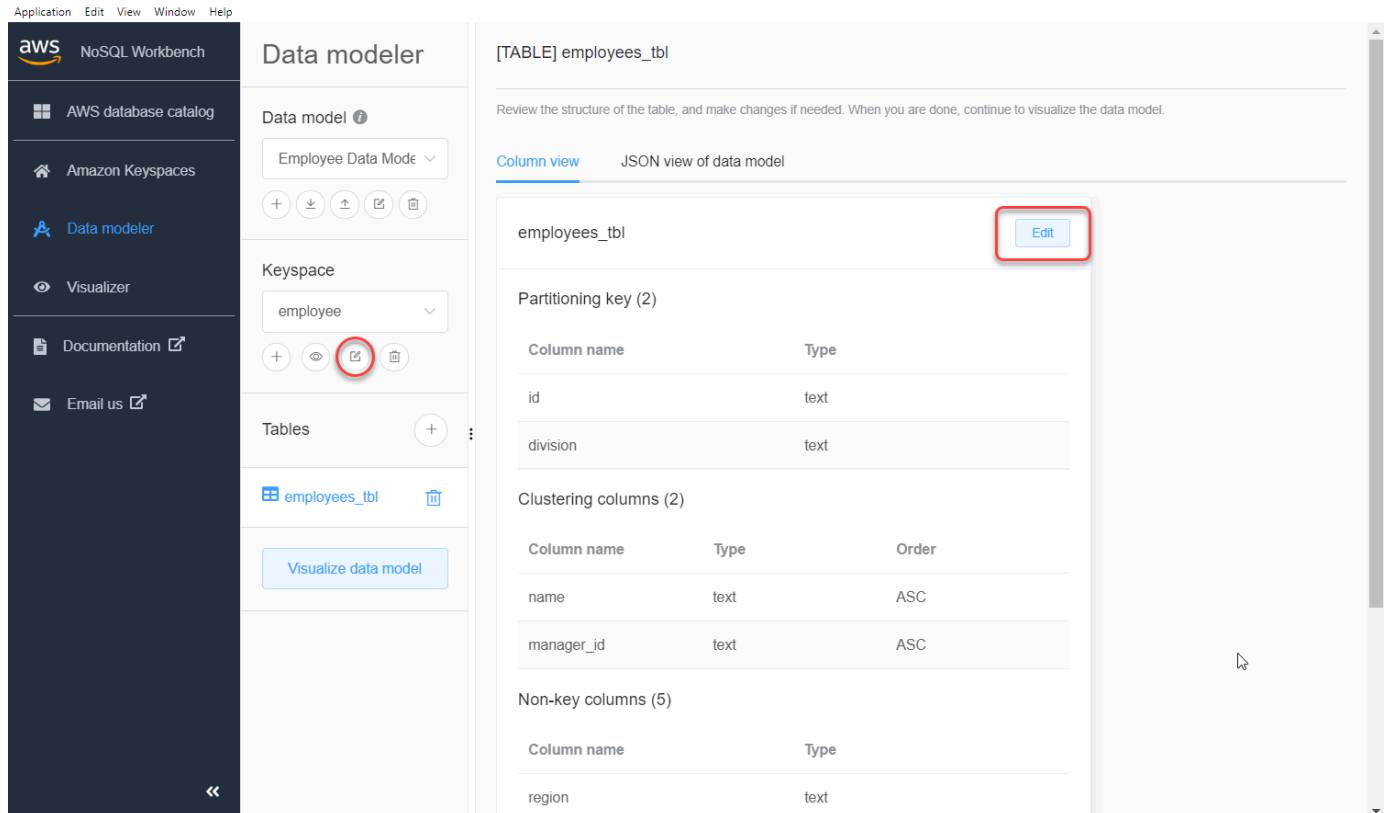 Application Edit View Window Help
aws NoSQL Workbench
AWS database catalog
Amazon Keyspaces
Data modeler
Visualizer
Documentation
Email us
Data modeler
Data model
Employee Data Mode
Keyspace
employee
Tables
employees_tbl
Visualize data model
[TABLE] employees_tbl
Review the structure of the table, and make changes if needed. When you are done, continue to visualize the data model.
Column view JSON view of data model
employees_tbl Edit
Partitioning key (2)
Column name Type
id text
division text
Clustering columns (2)
Column name Type Order
name text ASC
manager_id text ASC
Non-key columns (5)
Column name Type
region text